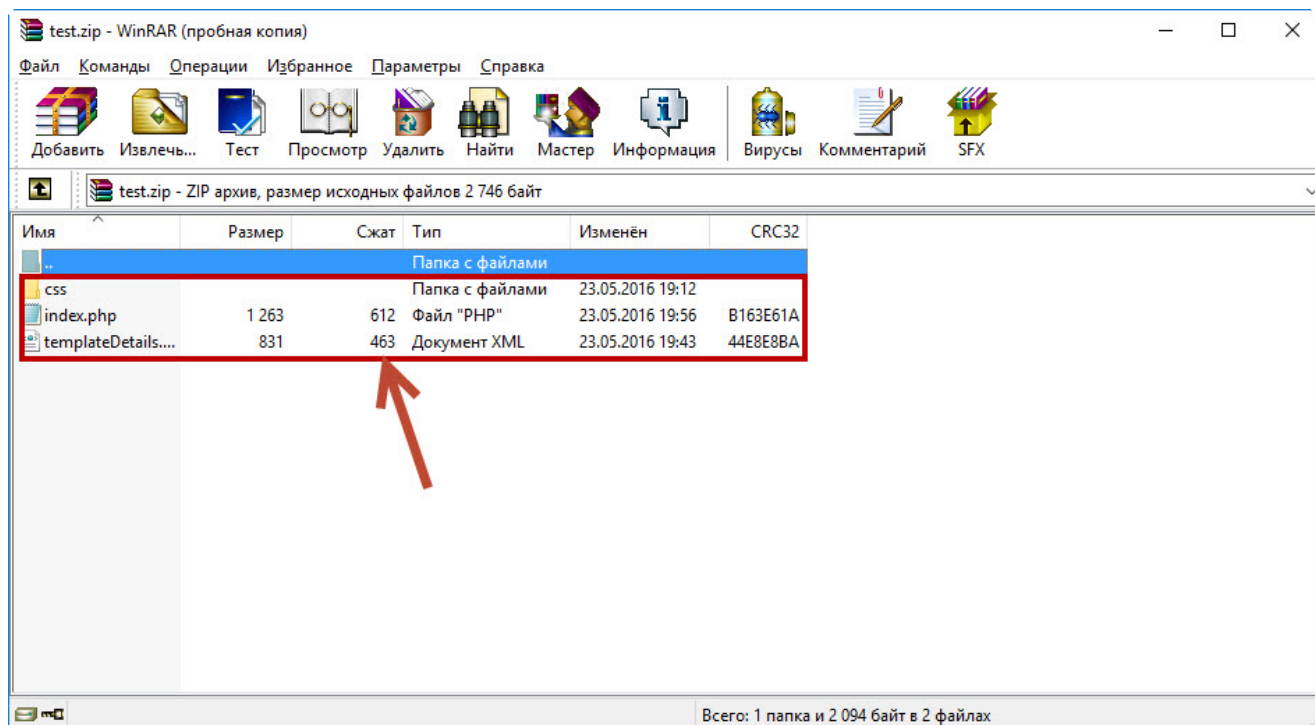 test.zip - WinRAR (пробная копия)
Файл Команды Операции Избранное Параметры Справка
Добавить Извлечь... Тест Просмотр Удалить Найти Мастер Информация Вирусы Комментарий SFX
test.zip - ZIP архив, размер исходных файлов 2 746 байт
Имя Размер Сжат Тип Изменён CRC32
.. Папка с файлами
css Папка с файлами 23.05.2016 19:12
index.php 1 263 612 Файл "PHP" 23.05.2016 19:56 B163E61A
templateDetails.... 831 463 Документ XML 23.05.2016 19:43 44E8E8BA
Всего: 1 папка и 2 094 байт в 2 файлах